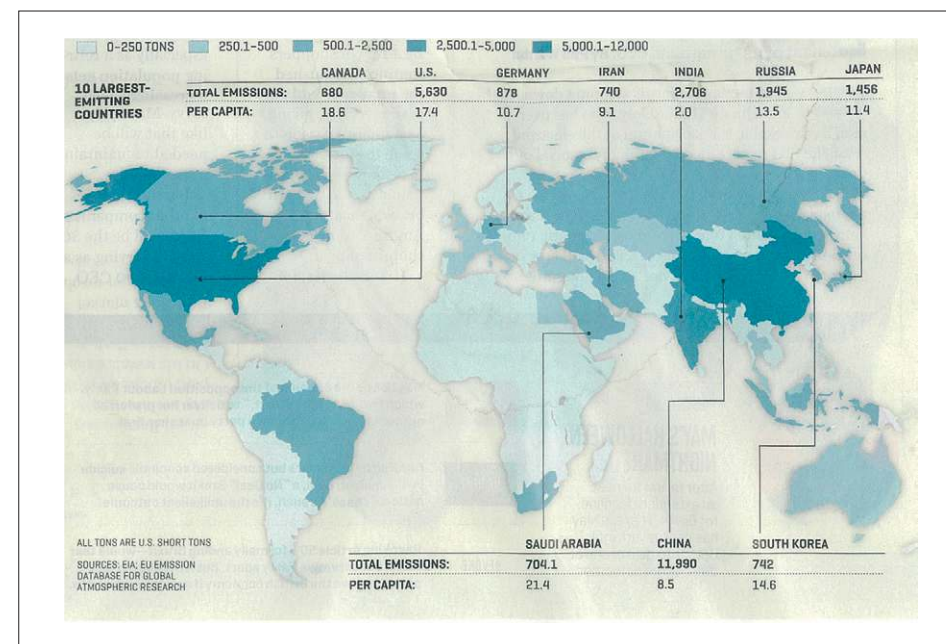 0-250 TONS 250.1-500 500.1-2,500 2,500.1-5,000 5,000.1-12,000
10 LARGEST-
EMITTING
COUNTRIES
CANADA U.S. GERMANY IRAN INDIA RUSSIA JAPAN
TOTAL EMISSIONS: 680 5,630 878 740 2,706 1,945 1,456
PER CAPITA: 18.6 17.4 10.7 9.1 2.0 13.5 11.4
ALL TONS ARE U.S. SHORT TONS
SOURCES: EIA; EU EMISSION
DATABASE FOR GLOBAL
ATMOSPHERIC RESEARCH
SAUDI ARABIA CHINA SOUTH KOREA
TOTAL EMISSIONS: 704.1 11,990 742
PER CAPITA: 21.4 8.5 14.6